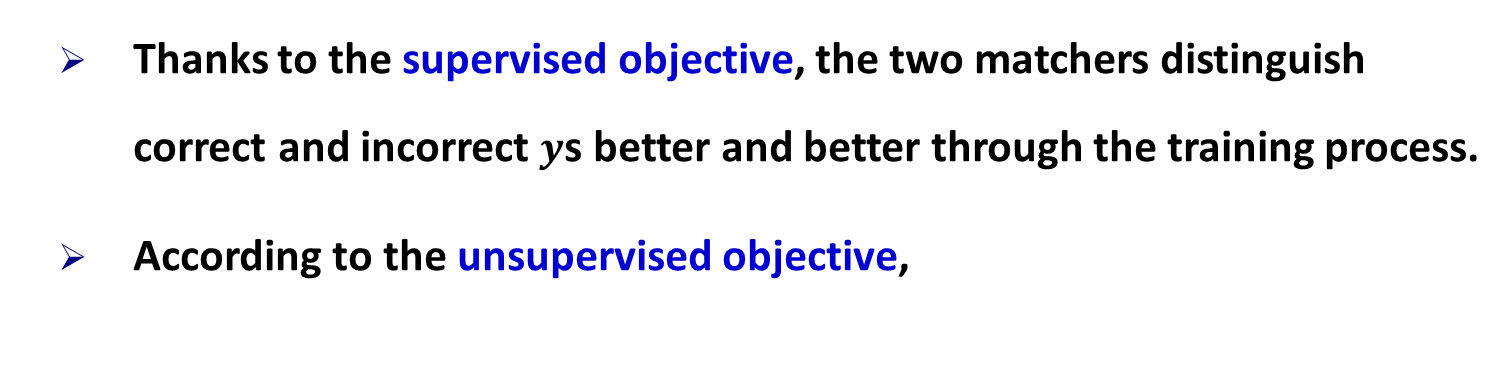 ➢ Thanks to the supervised objective, the two matchers distinguish
correct and incorrect 𝒚s better and better through the training process.
➢ According to the unsupervised objective,